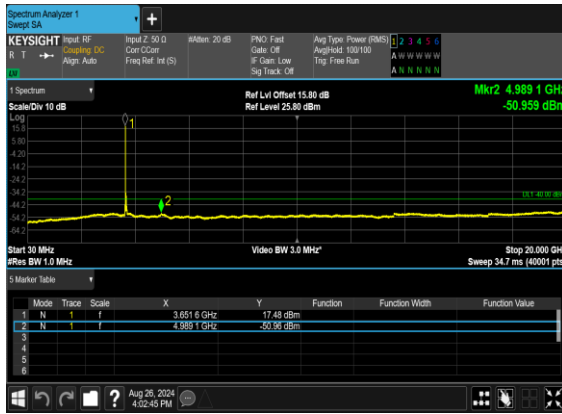 Spectrum Analyzer 1
Swept SA
+
KEYSIGHT Input: RF Input Z: 50 Ω #Atten: 20 dB PNO: Fast Avg Type: Power (RMS) 1 2 3 4 5 6
R T Coupling: DC Corr CCorr Gate: Off Avg|Hold: 100/100 A W W W W W
Align: Auto Freq Ref: Int (S) IF Gain: Low Trig: Free Run
Sig Track: Off A N N N N N
1 Spectrum Ref Lvl Offset 15.80 dB Mkr2 4.989 1 GHz
Scale/Div 10 dB Ref Level 25.80 dBm -50.959 dBm
Log
15.8
5.80
-4.20
-14.2
-24.2
-34.2
-44.2
-54.2
-64.2
1
2
Start 30 MHz Video BW 3.0 MHz* Stop 20.000 GHz
#Res BW 1.0 MHz Sweep 34.7 ms (40001 pts)
5 Marker Table
Mode Trace Scale X Y Function Function Width Function Value
1 N 1 f 3.651 6 GHz 17.48 dBm
2 N 1 f 4.989 1 GHz -50.96 dBm
3
4
5
6
? Aug 26, 2024
4:02:45 PM